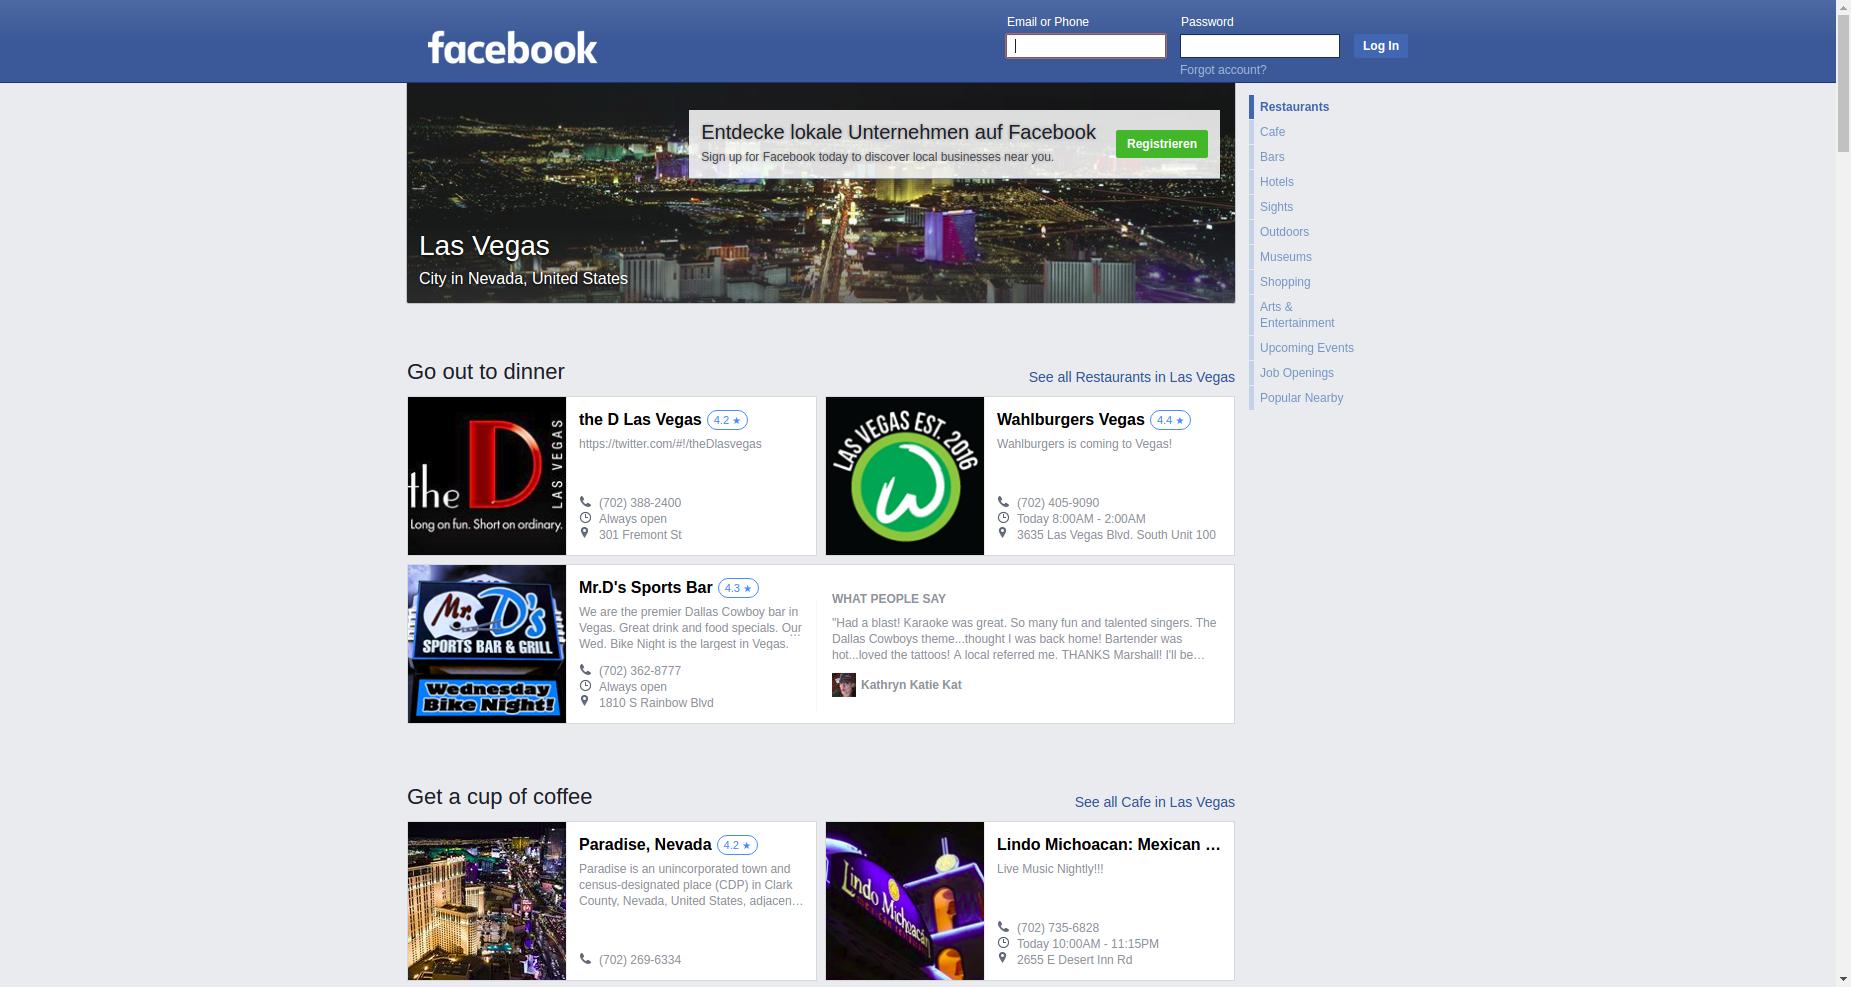 facebook
Email or Phone
Password
Log In
Forgot account?
Entdecke lokale Unternehmen auf Facebook
Sign up for Facebook today to discover local businesses near you.
Registrieren
Las Vegas
City in Nevada, United States
Restaurants
Cafe
Bars
Hotels
Sights
Outdoors
Museums
Shopping
Arts &
Entertainment
Upcoming Events
Job Openings
Popular Nearby
Go out to dinner
See all Restaurants in Las Vegas
the D
LAS VEGAS
Long on fun. Short on ordinary.
the D Las Vegas 4.2 ★
https://twitter.com/#!/theDlasvegas
(702) 388-2400
Always open
301 Fremont St
LAS VEGAS EST. 2016
W
Wahlburgers Vegas 4.4 ★
Wahlburgers is coming to Vegas!
(702) 405-9090
Today 8:00AM - 2:00AM
3635 Las Vegas Blvd. South Unit 100
Mr. D's
SPORTS BAR & GRILL
Wednesday
Bike Night!
Mr.D's Sports Bar 4.3 ★
We are the premier Dallas Cowboy bar in
Vegas. Great drink and food specials. Our
Wed. Bike Night is the largest in Vegas.
...
(702) 362-8777
Always open
1810 S Rainbow Blvd
WHAT PEOPLE SAY
"Had a blast! Karaoke was great. So many fun and talented singers. The
Dallas Cowboys theme...thought I was back home! Bartender was
hot...loved the tattoos! A local referred me. THANKS Marshall! I'll be…
Kathryn Katie Kat
Get a cup of coffee
See all Cafe in Las Vegas
Paradise, Nevada 4.2 ★
Paradise is an unincorporated town and
census-designated place (CDP) in Clark
County, Nevada, United States, adjacen…
(702) 269-6334
Lindo Michoacán
mexican restaurant
Lindo Michoacan: Mexican …
Live Music Nightly!!!
(702) 735-6828
Today 10:00AM - 11:15PM
2655 E Desert Inn Rd